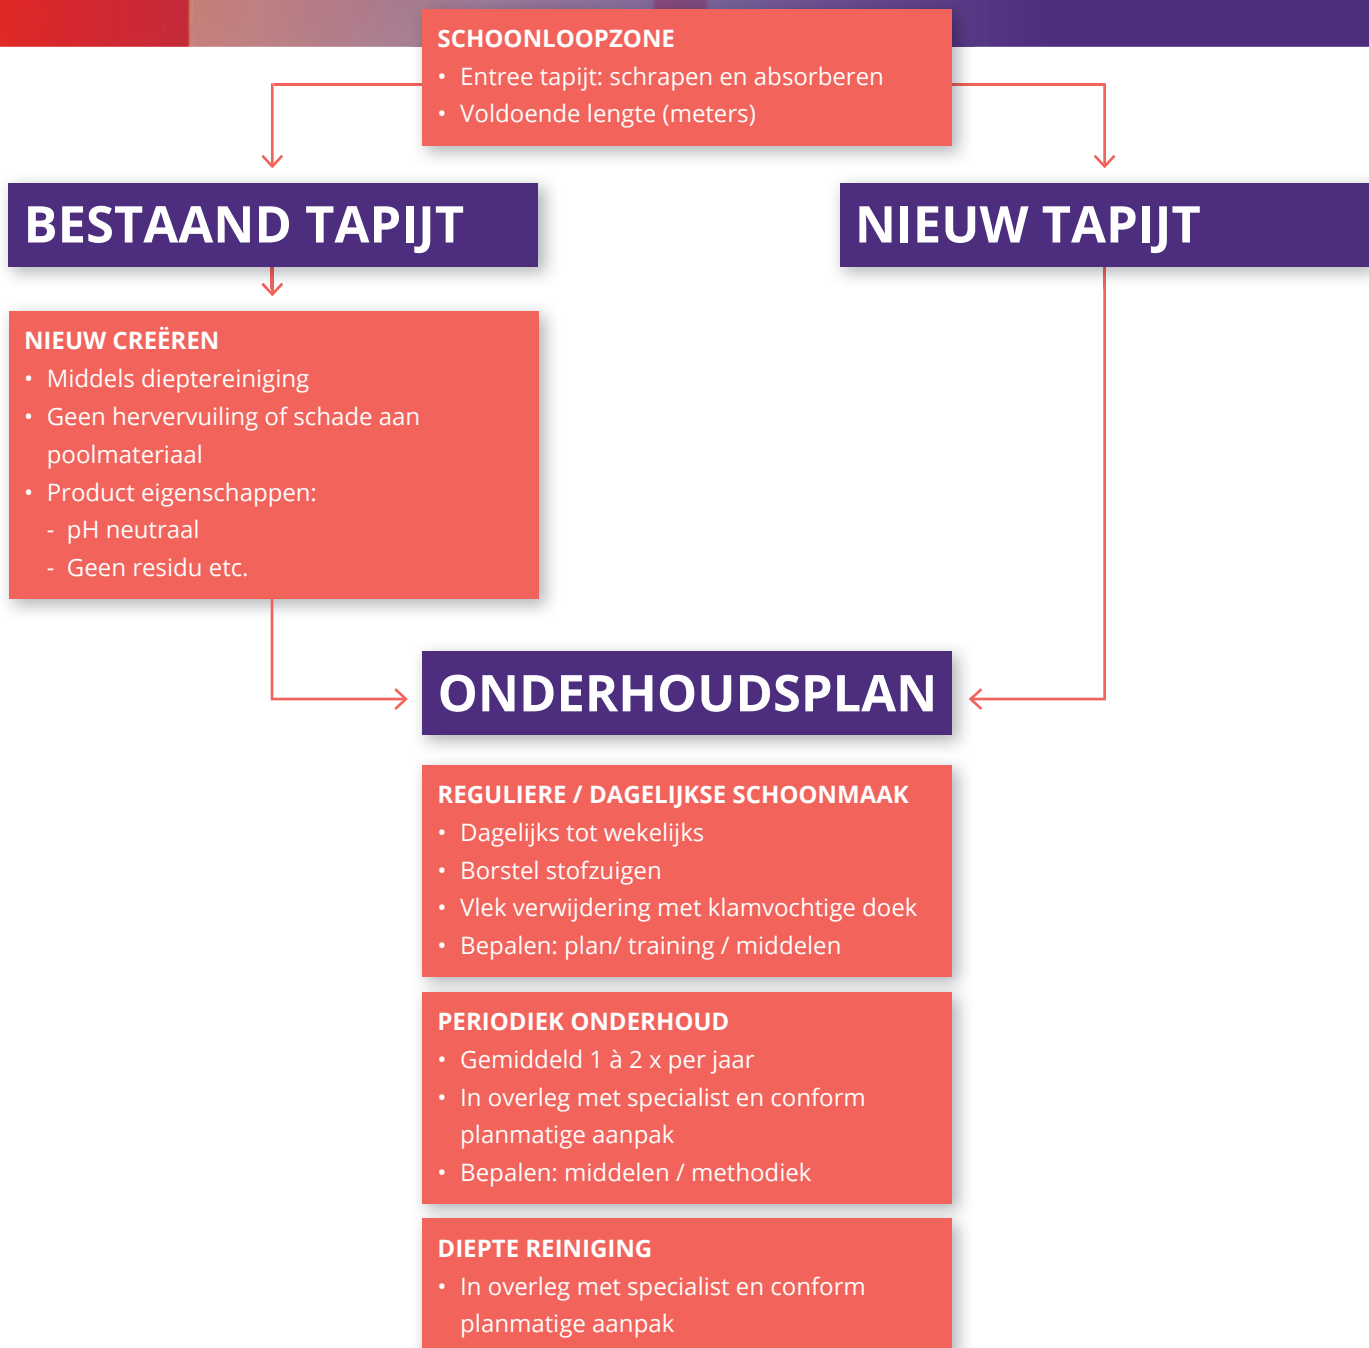 SCHOONLOOPZONE
• Entree tapijt: schrapen en absorberen
• Voldoende lengte (meters)
BESTAAND TAPIJT
NIEUW TAPIJT
NIEUW CREËREN
• Middels dieptereiniging
• Geen hervervuiling of schade aan
poolmateriaal
• Product eigenschappen:
- pH neutraal
- Geen residu etc.
ONDERHOUDSPLAN
REGULIERE / DAGELIJKSE SCHOONMAAK
• Dagelijks tot wekelijks
• Borstel stofzuigen
• Vlek verwijdering met klamvochtige doek
• Bepalen: plan/ training / middelen
PERIODIEK ONDERHOUD
• Gemiddeld 1 à 2 x per jaar
• In overleg met specialist en conform
planmatige aanpak
• Bepalen: middelen / methodiek
DIEPTE REINIGING
• In overleg met specialist en conform
planmatige aanpak